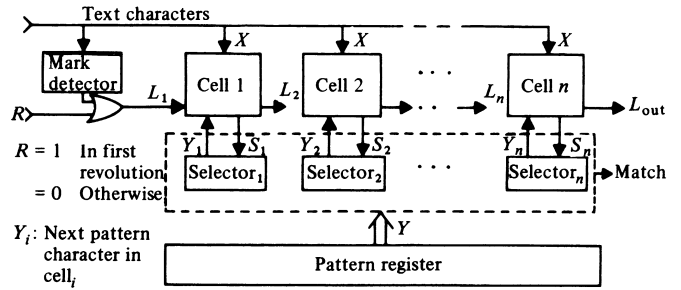 Text characters
X X X
Mark
detector
Cell 1 Cell 2 · · · Cell n
L₁ L₂ Lₙ Lout
R
Y₁ S₁ Y₂ S₂ Yₙ Sₙ
· · ·
R = 1 In first
revolution
= 0 Otherwise
Selector₁ Selector₂ Selectorₙ Match
Yᵢ: Next pattern
character in
cellᵢ
Y
Pattern register